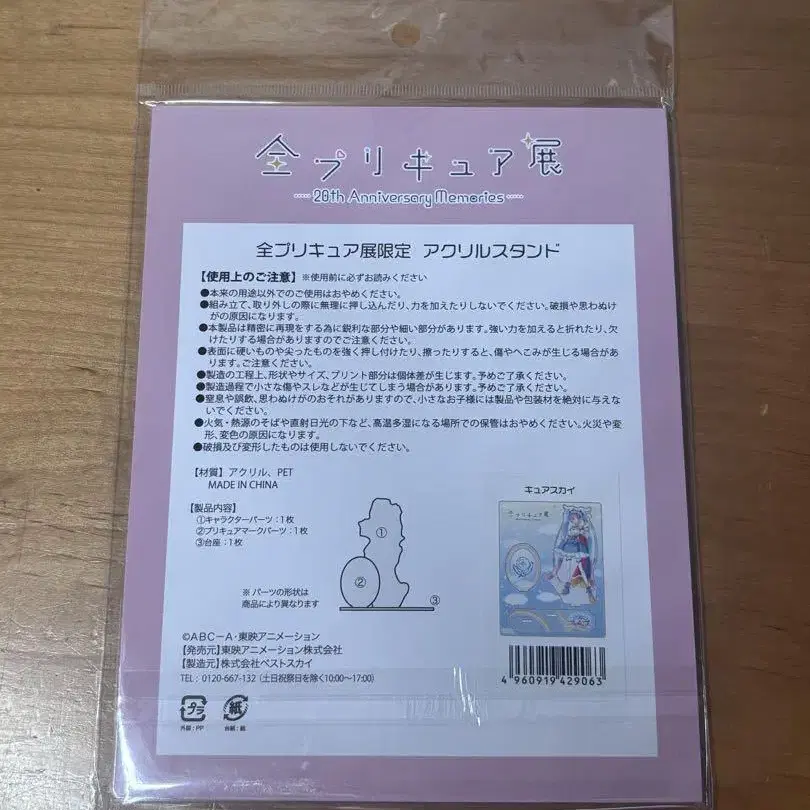 全プリキュア展
20th Anniversary Memories
全プリキュア展限定 アクリルスタンド
【使用上のご注意】※使用前に必ずお読みください
●本来の用途以外でのご使用はおやめください。
●組み立て、取り外しの際に無理に押し込んだり、力を加えたりしないでください。破損や思わぬけ
がの原因になります。
●本製品は精密に再現をする為に鋭利な部分や細い部分があります。強い力を加えると折れたり、欠
けたりする場合がありますのでご注意ください。
●表面に硬いものや尖ったものを強く押し付けたり、擦ったりすると、傷やへこみが生じる場合があ
ります。ご注意ください。
●製造の工程上、形状やサイズ、プリント部分は個体差が生じます。予めご了承ください。
●製造過程で小さな傷やスレなどが生じてしまう場合があります。予めご了承ください。
●窒息や誤飲、思わぬけがのおそれがありますので、小さなお子様には製品や包装材を絶対に与えな
いでください。
●火気・熱源のそばや直射日光の下など、高温多湿になる場所での保管はおやめください。火災や変
形、変色の原因になります。
●破損及び変形したものは使用しないでください。
【材質】アクリル、PET
MADE IN CHINA
【製品内容】
①キャラクターパーツ：1枚
②プリキュアマークパーツ：1枚
③台座：1枚
①
②
③
※パーツの形状は
商品により異なります
キュアスカイ
全プリキュア展
4 960919 429063
©ABC-A・東映アニメーション
【発売元】東映アニメーション株式会社
【製造元】株式会社ベストスカイ
TEL：0120-667-132（土日祝祭日を除く10:00〜17:00）
プラ
紙
外袋：PP
台紙：紙